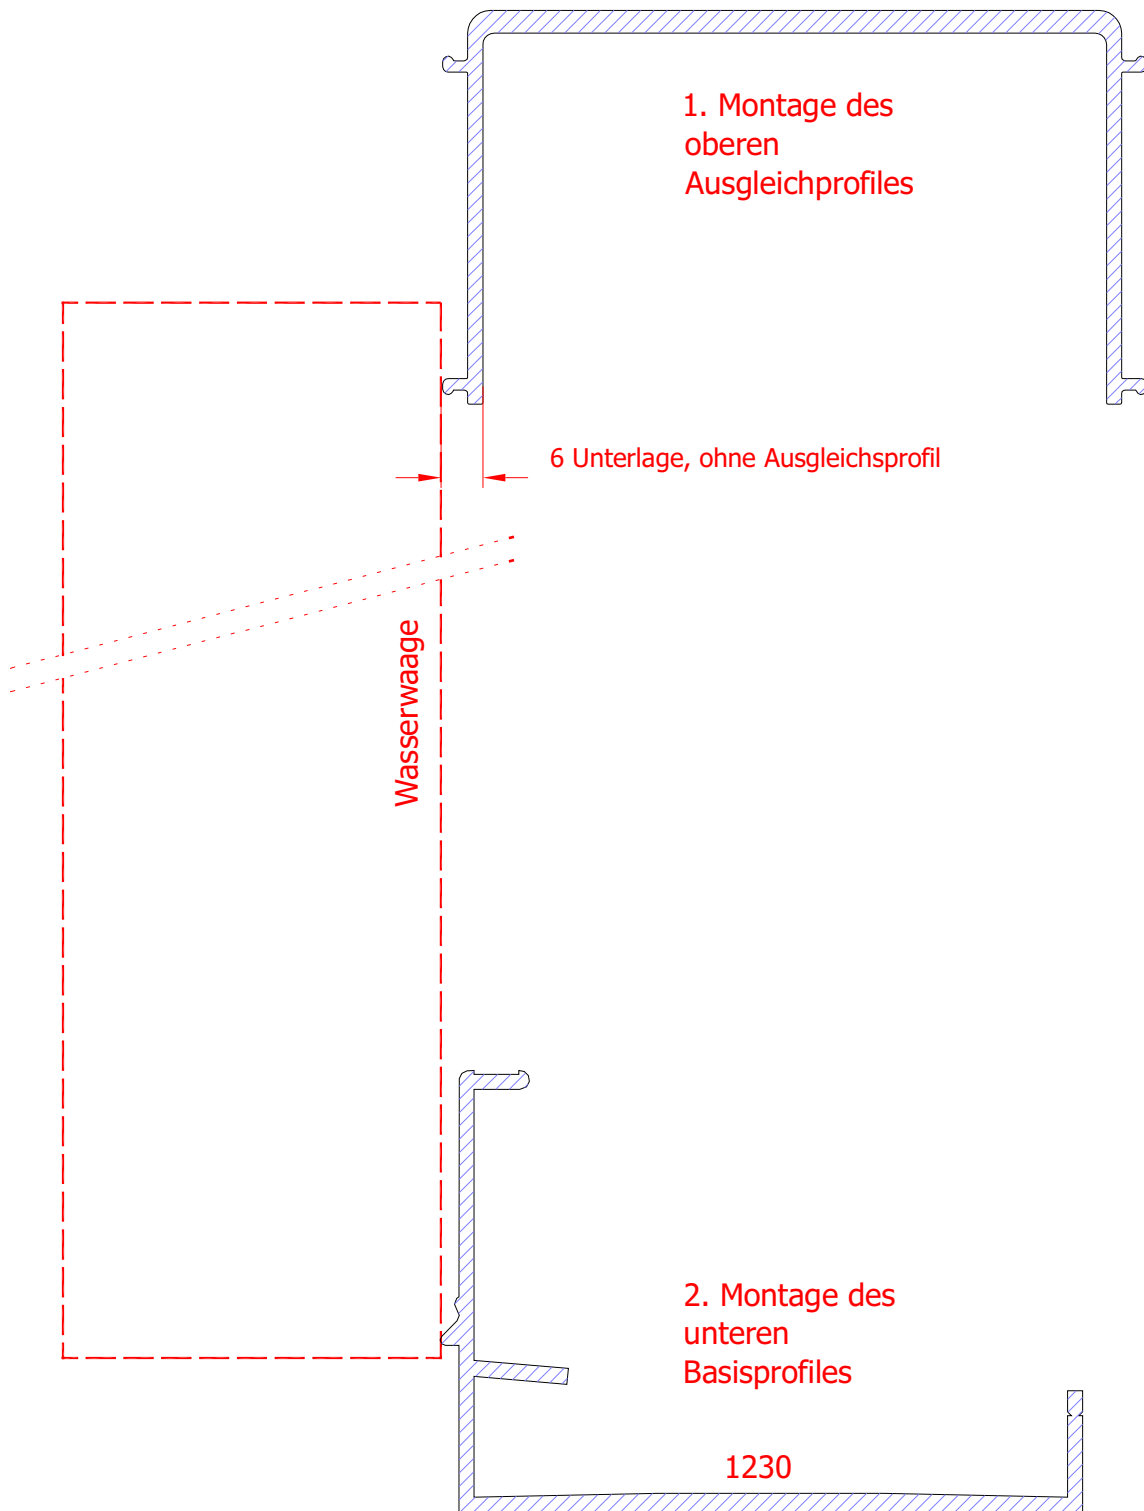 1. Montage des
oberen
Ausgleichprofiles
6 Unterlage, ohne Ausgleichsprofil
Wasserwaage
2. Montage des
unteren
Basisprofiles
1230